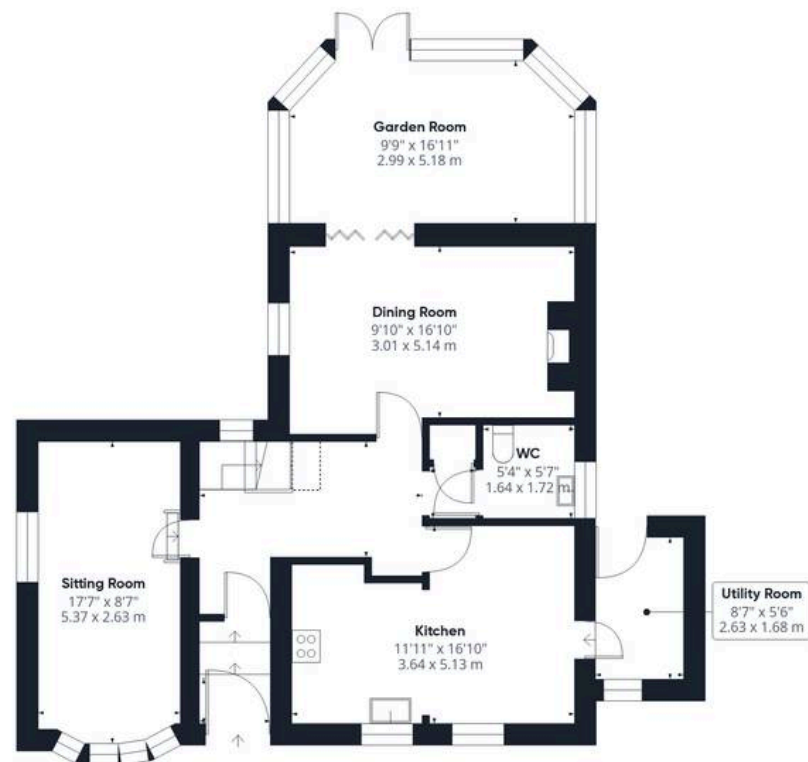 Garden Room
9'9" x 16'11"
2.99 x 5.18 m
Dining Room
9'10" x 16'10"
3.01 x 5.14 m
WC
5'4" x 5'7"
1.64 x 1.72 m
Sitting Room
17'7" x 8'7"
5.37 x 2.63 m
Kitchen
11'11" x 16'10"
3.64 x 5.13 m
Utility Room
8'7" x 5'6"
2.63 x 1.68 m